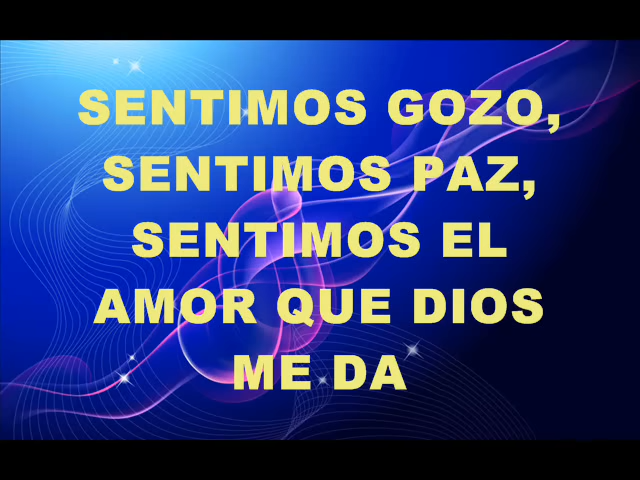 SENTIMOS GOZO,
SENTIMOS PAZ,
SENTIMOS EL
AMOR QUE DIOS
ME DA